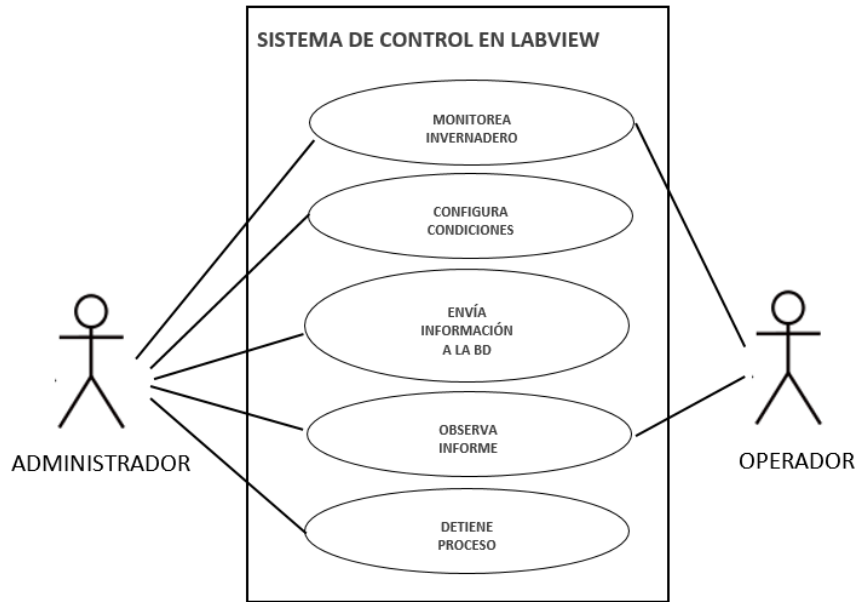 SISTEMA DE CONTROL EN LABVIEW
MONITOREA
INVERNADERO
CONFIGURA
CONDICIONES
ENVÍA
INFORMACIÓN
A LA BD
OBSERVA
INFORME
DETIENE
PROCESO
ADMINISTRADOR
OPERADOR